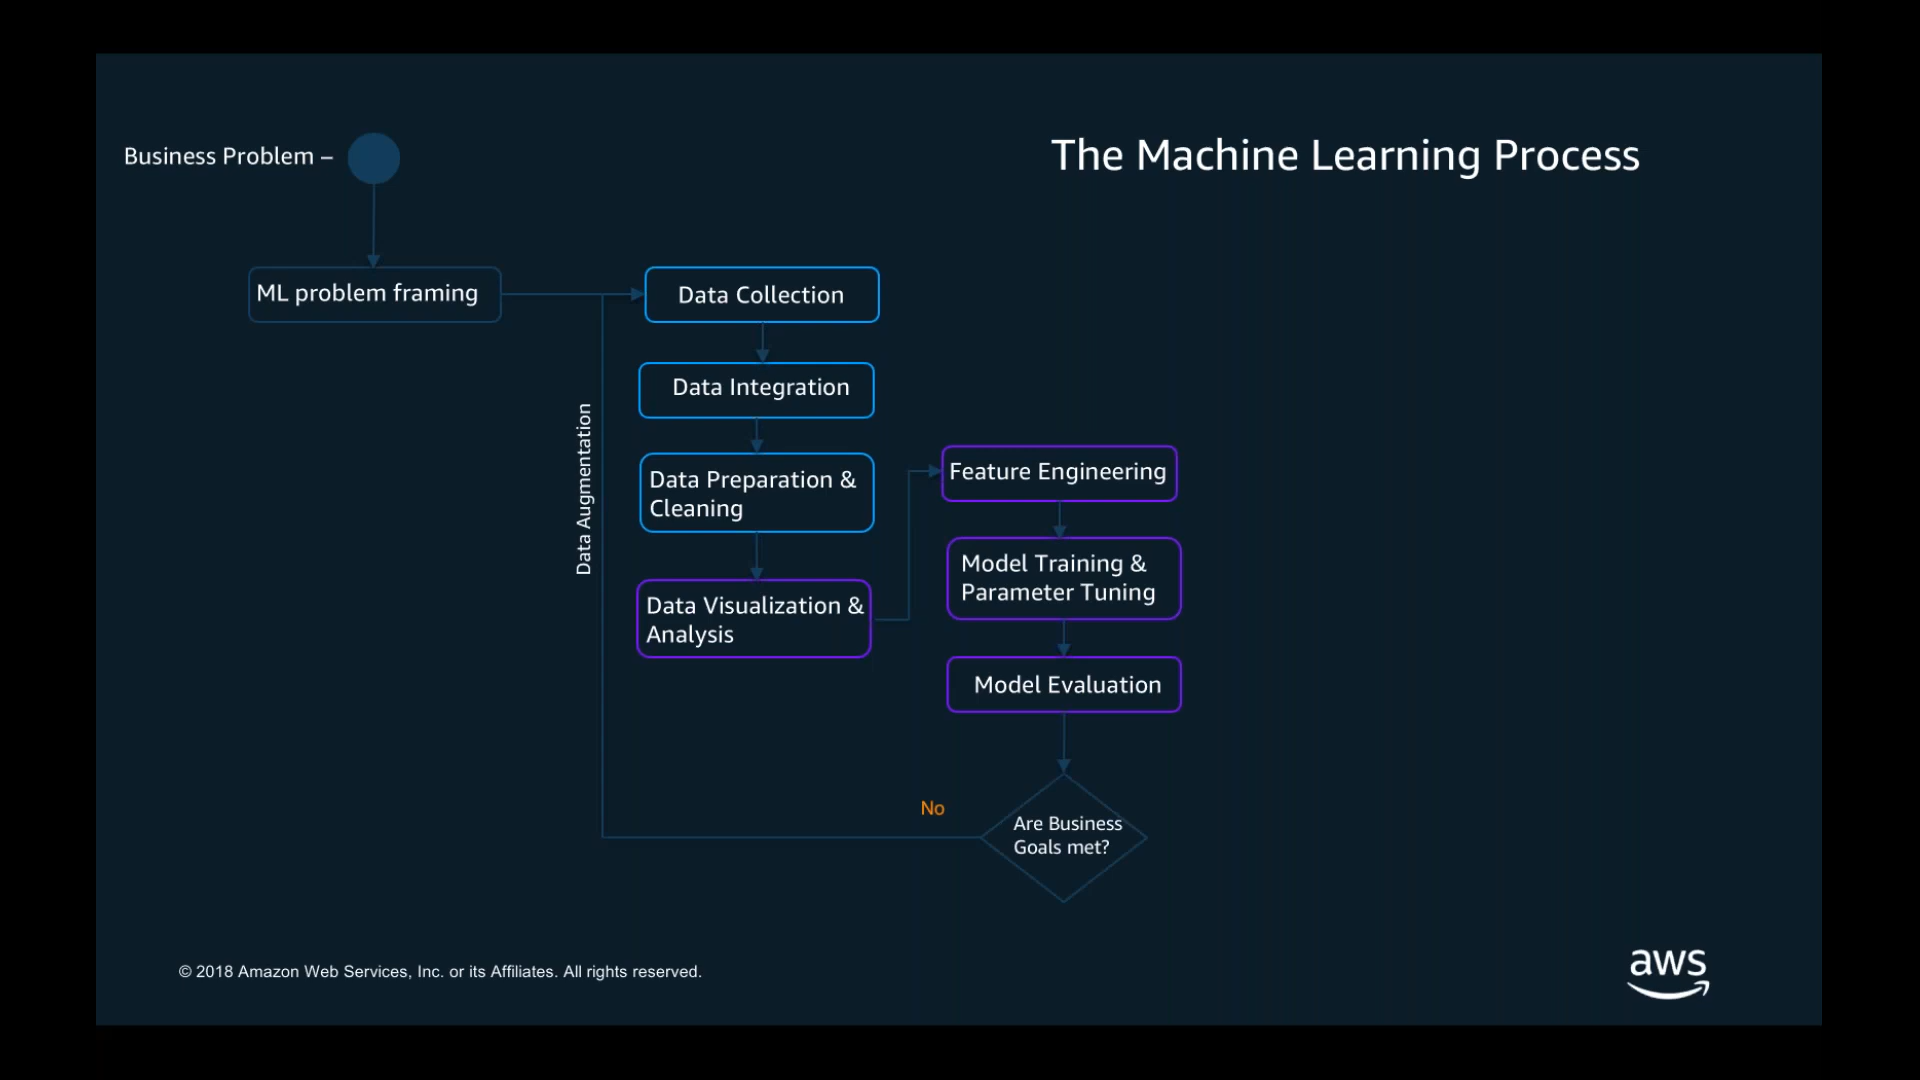 Business Problem –
The Machine Learning Process
ML problem framing
Data Collection
Data Integration
Data Augmentation
Data Preparation &
Cleaning
Data Visualization &
Analysis
Feature Engineering
Model Training &
Parameter Tuning
Model Evaluation
No
Are Business
Goals met?
© 2018 Amazon Web Services, Inc. or its Affiliates. All rights reserved.
aws